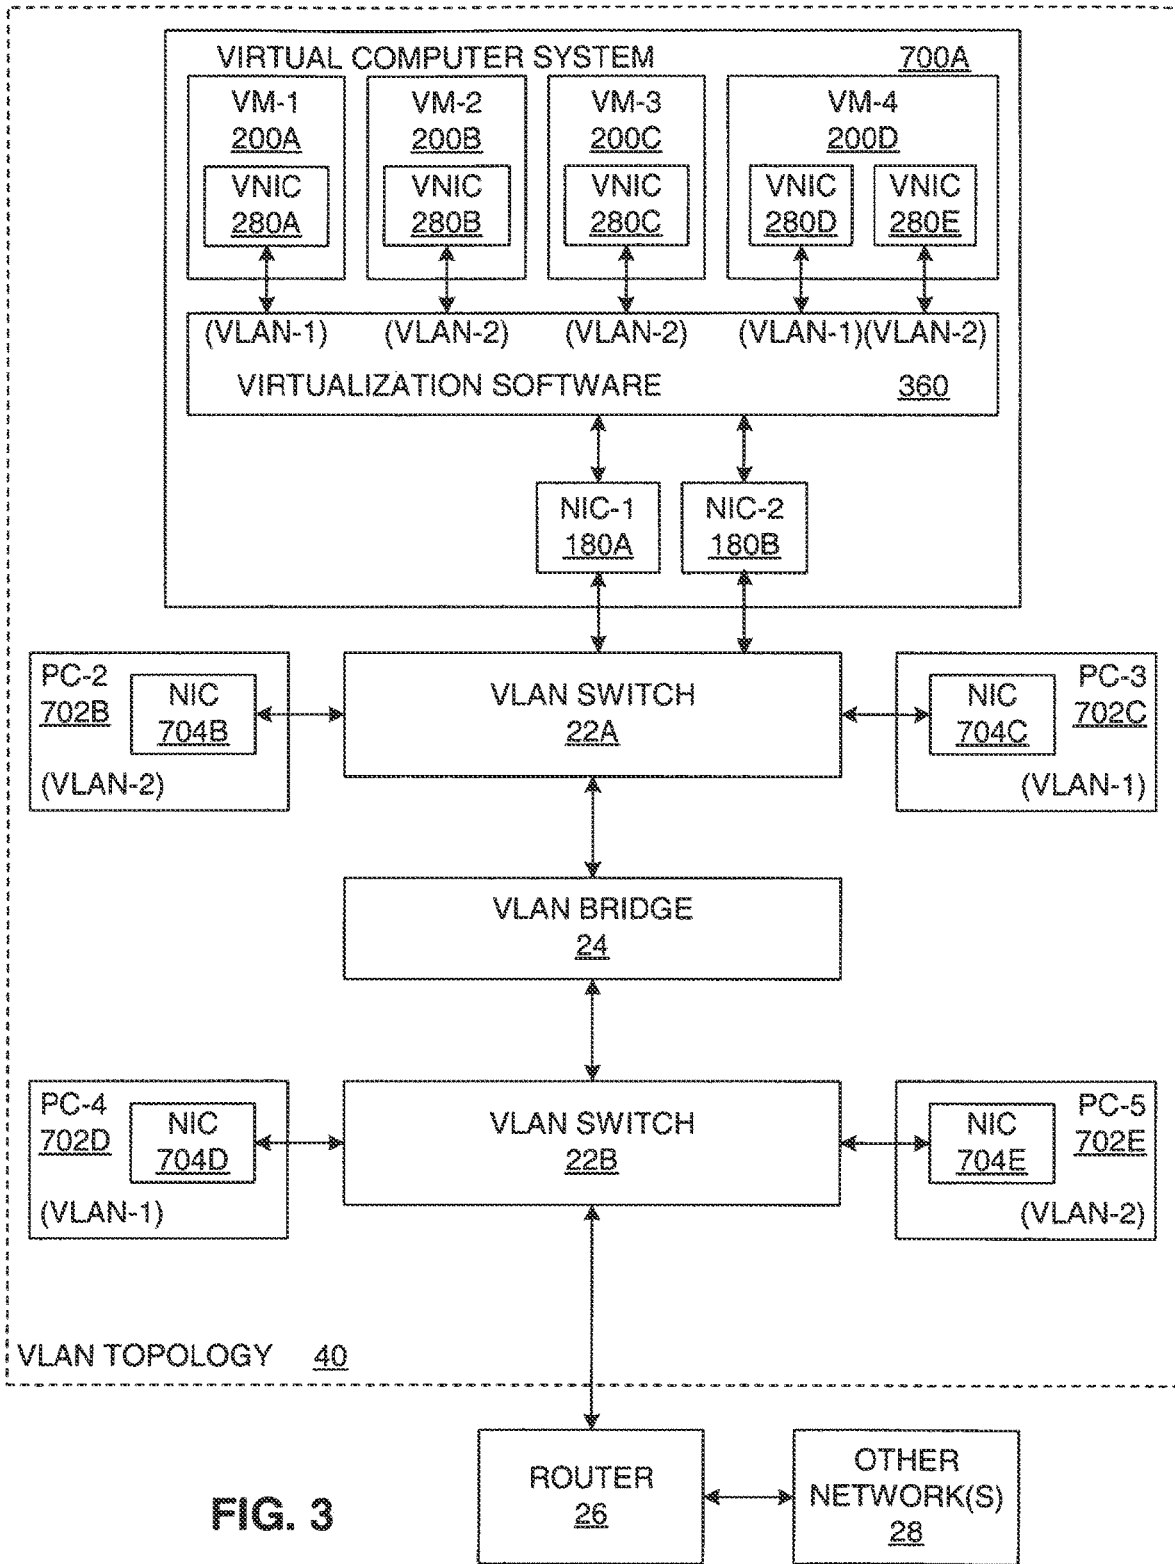 VIRTUAL COMPUTER SYSTEM 700A
VM-1
200A
VNIC
280A
VM-2
200B
VNIC
280B
VM-3
200C
VNIC
280C
VM-4
200D
VNIC
280D
VNIC
280E
(VLAN-1) (VLAN-2) (VLAN-2) (VLAN-1)(VLAN-2)
VIRTUALIZATION SOFTWARE 360
NIC-1
180A
NIC-2
180B
PC-2
702B
NIC
704B
(VLAN-2)
VLAN SWITCH
22A
PC-3
702C
NIC
704C
(VLAN-1)
VLAN BRIDGE
24
PC-4
702D
NIC
704D
(VLAN-1)
VLAN SWITCH
22B
PC-5
702E
NIC
704E
(VLAN-2)
VLAN TOPOLOGY 40
ROUTER
26
OTHER
NETWORK(S)
28
FIG. 3